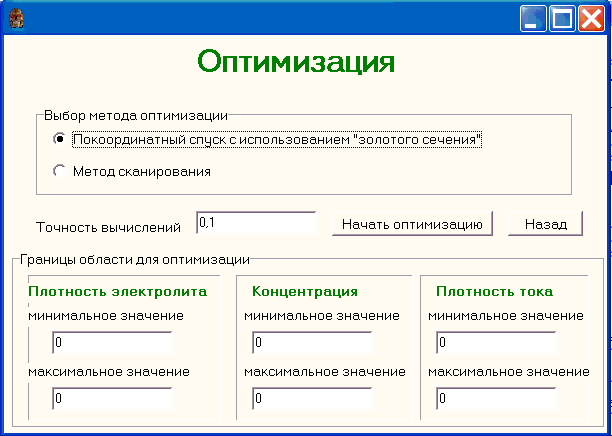 Оптимизация
Выбор метода оптимизации
Покоординатный спуск с использованием "золотого сечения"
Метод сканирования
Точность вычислений 0,1 Начать оптимизацию Назад
Границы области для оптимизации
Плотность электролита Концентрация Плотность тока
минимальное значение минимальное значение минимальное значение
0 0 0
максимальное значение максимальное значение максимальное значение
0 0 0